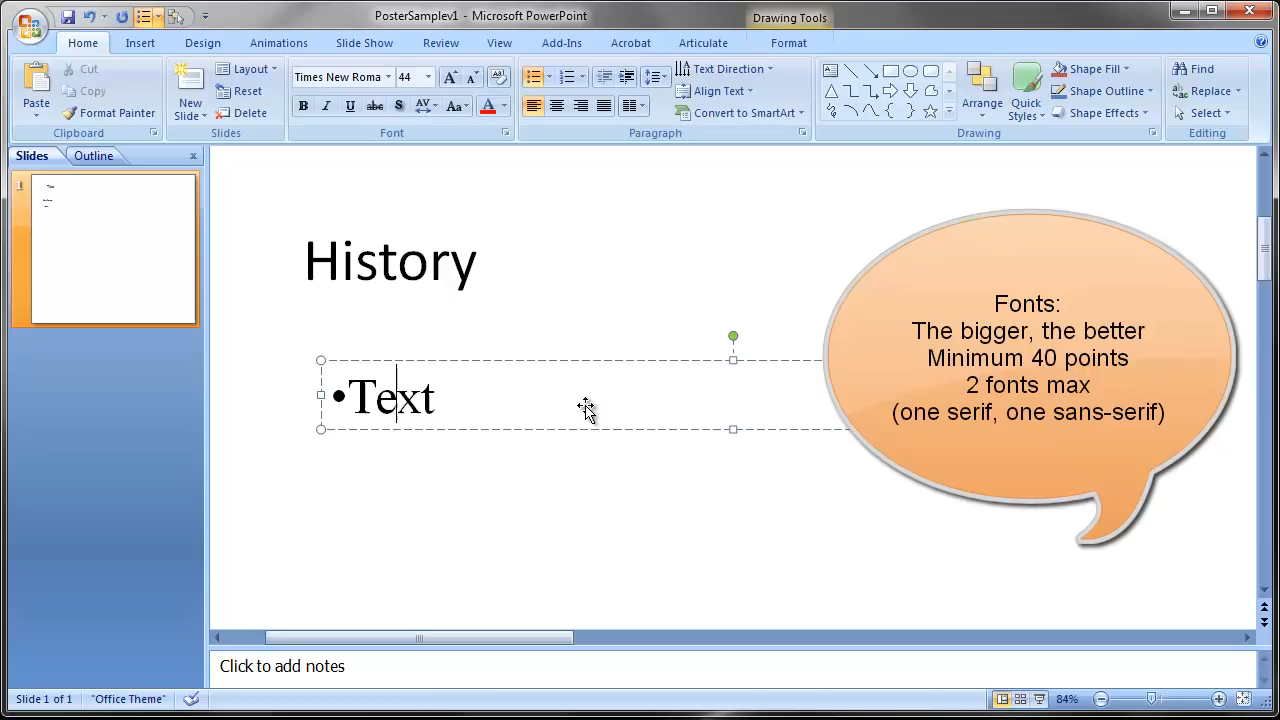 PosterSamplev1 - Microsoft PowerPoint
Drawing Tools
Home Insert Design Animations Slide Show Review View Add-Ins Acrobat Articulate Format
Paste
Cut
Copy
Format Painter
Clipboard
New Slide
Layout
Reset
Delete
Slides
Times New Roma 44
B I U abc S AV Aa A
Font
Text Direction
Align Text
Convert to SmartArt
Paragraph
Arrange
Quick Styles
Shape Fill
Shape Outline
Shape Effects
Drawing
Find
Replace
Select
Editing
Slides Outline x
1
History
•Text
Fonts:
The bigger, the better
Minimum 40 points
2 fonts max
(one serif, one sans-serif)
Click to add notes
Slide 1 of 1 "Office Theme" 84%